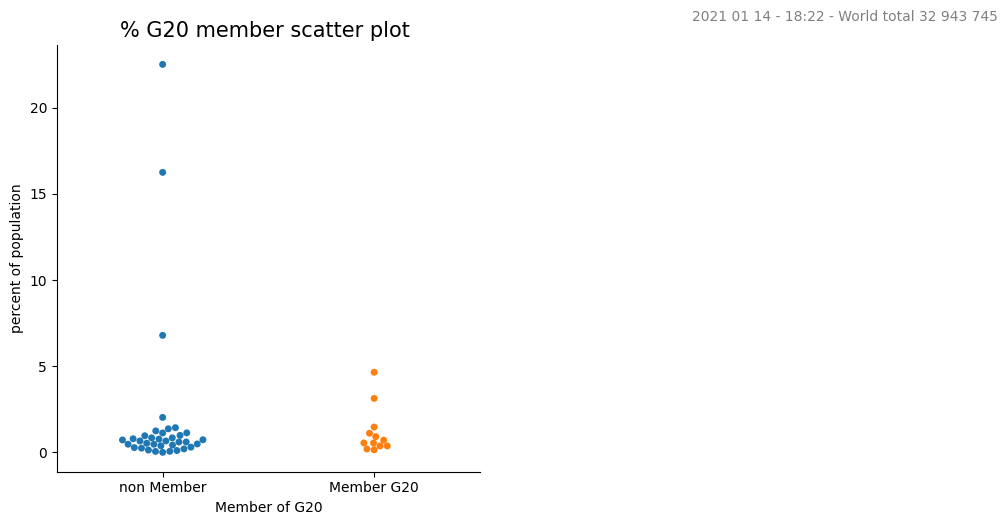 2021 01 14 - 18:22 - World total 32 943 745
% G20 member scatter plot
percent of population
20
15
10
5
0
non Member
Member G20
Member of G20